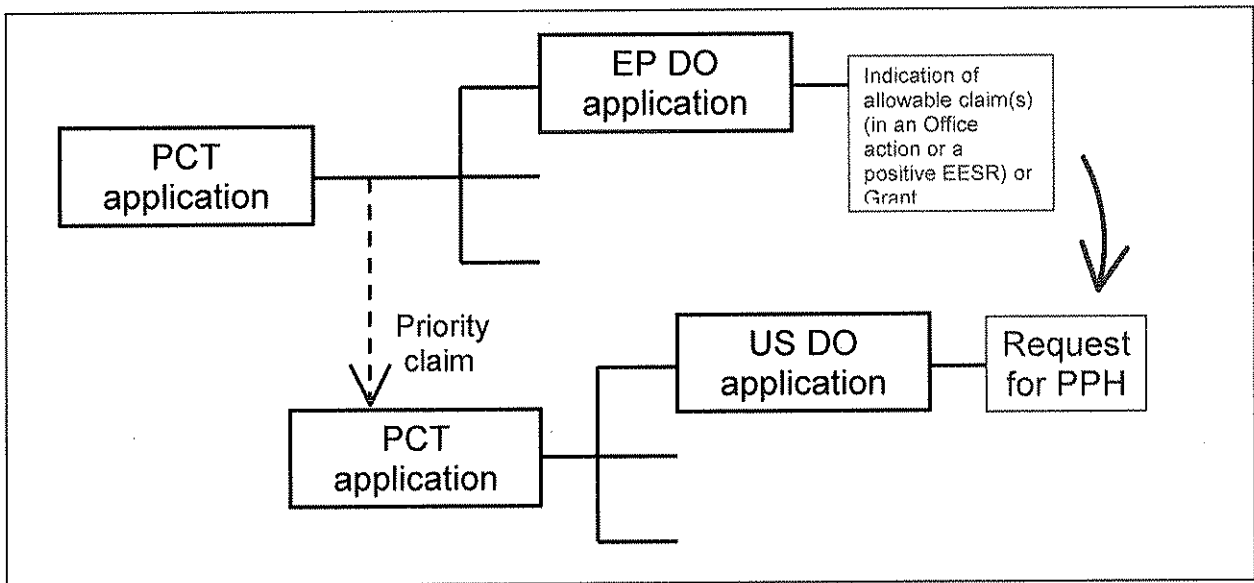 EP DO
application
Indication of
allowable claim(s)
(in an Office
action or a
positive EESR) or
Grant
PCT
application
Priority
claim
US DO
application
Request
for PPH
PCT
application